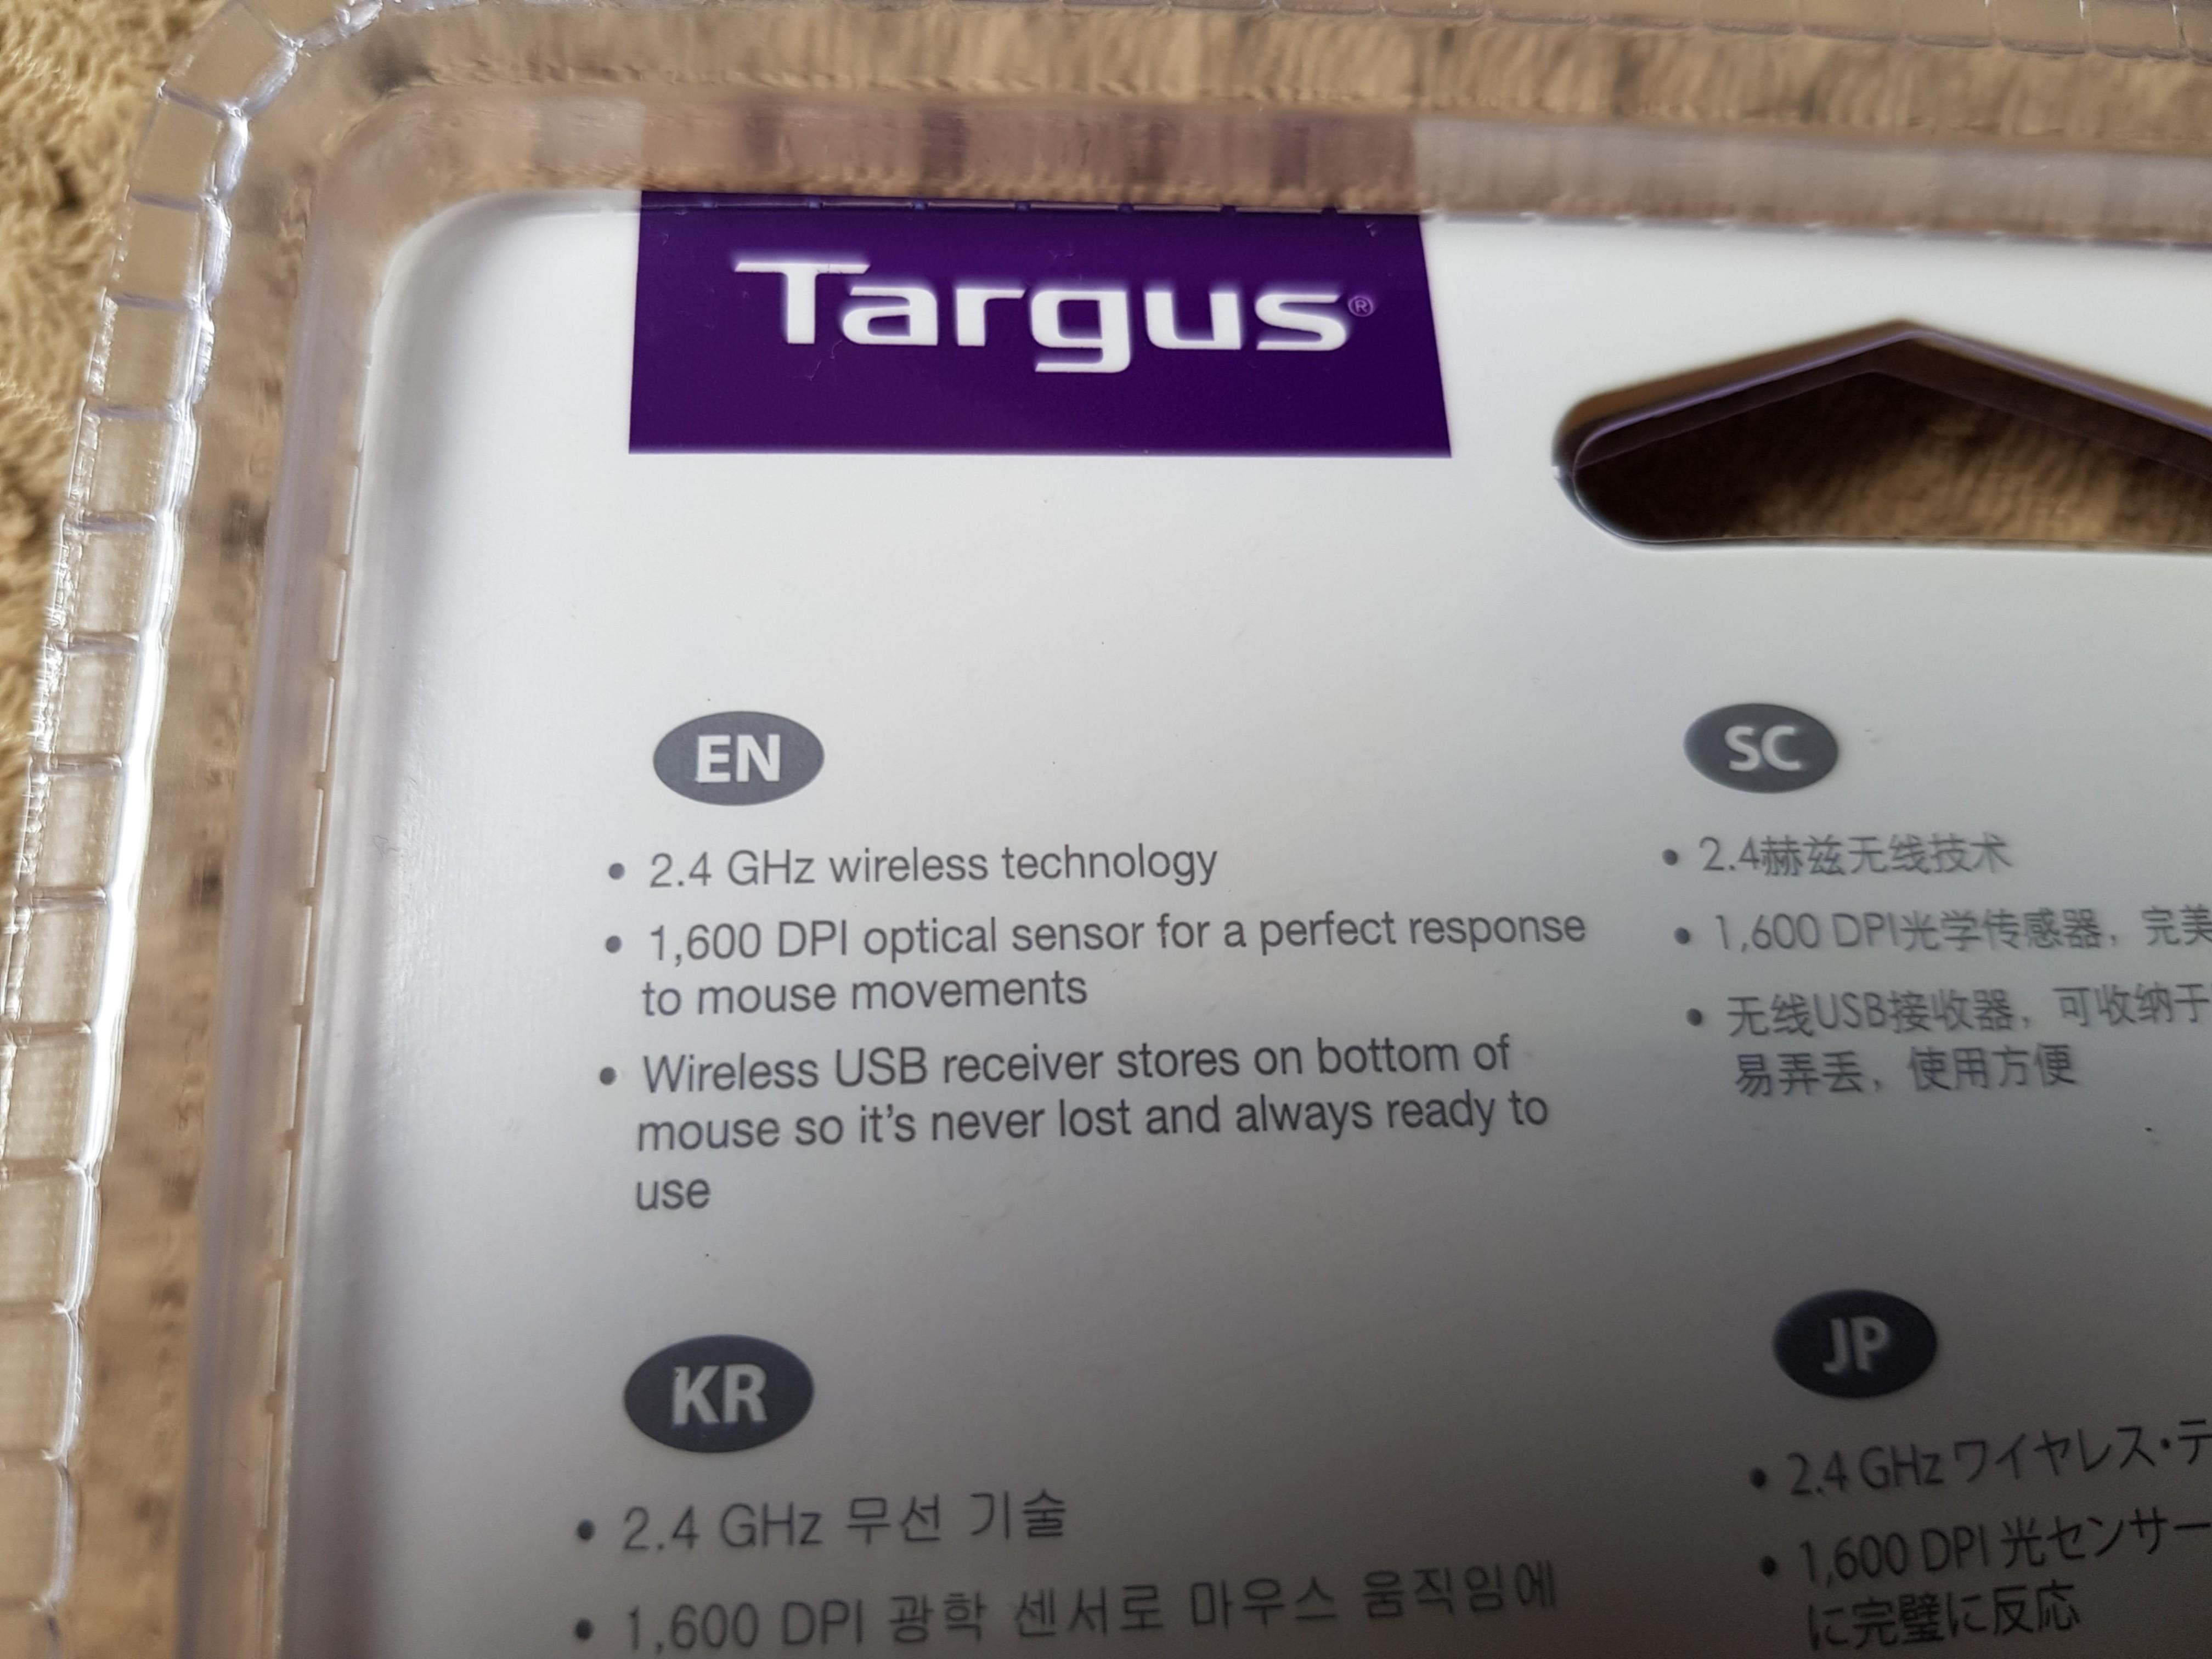 Targus®
EN
• 2.4 GHz wireless technology
• 1,600 DPI optical sensor for a perfect response
to mouse movements
• Wireless USB receiver stores on bottom of
mouse so it’s never lost and always ready to
use
SC
• 2.4赫兹无线技术
• 1,600 DPI光学传感器，完美
• 无线USB接收器，可收纳于
易弄丢，使用方便
KR
• 2.4 GHz 무선 기술
• 1,600 DPI 광학 센서로 마우스 움직임에
JP
• 2.4 GHz ワイヤレス・テ
• 1,600 DPI 光センサー
に完璧に反応